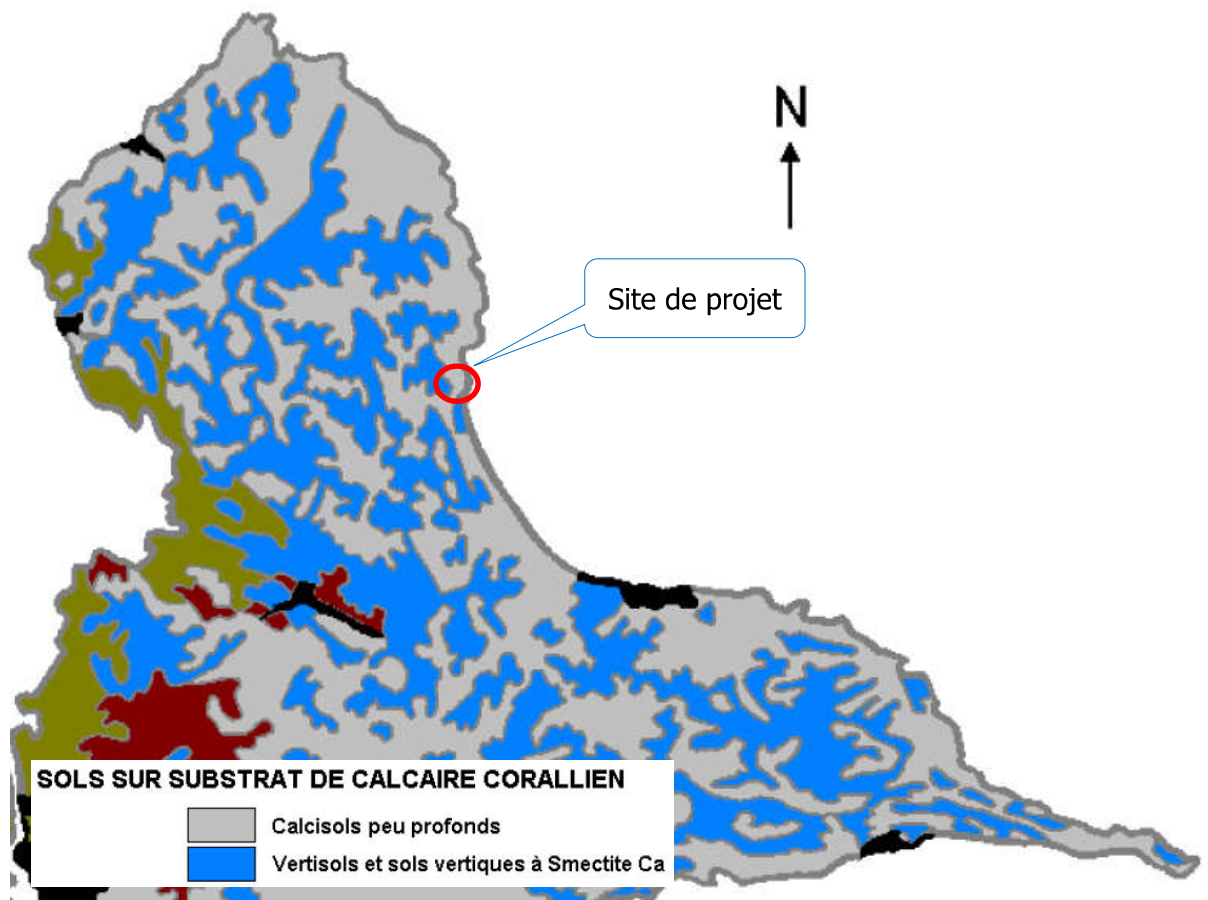 N
Site de projet
SOLS SUR SUBSTRAT DE CALCAIRE CORALLIEN
Calcisols peu profonds
Vertisols et sols vertiques à Smectite Ca